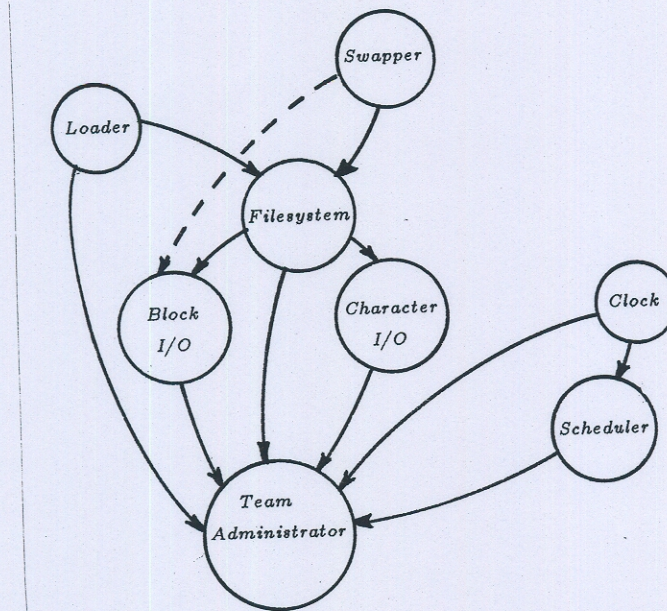 Swapper
Loader
Filesystem
Block
I/O
Character
I/O
Clock
Scheduler
Team
Administrator